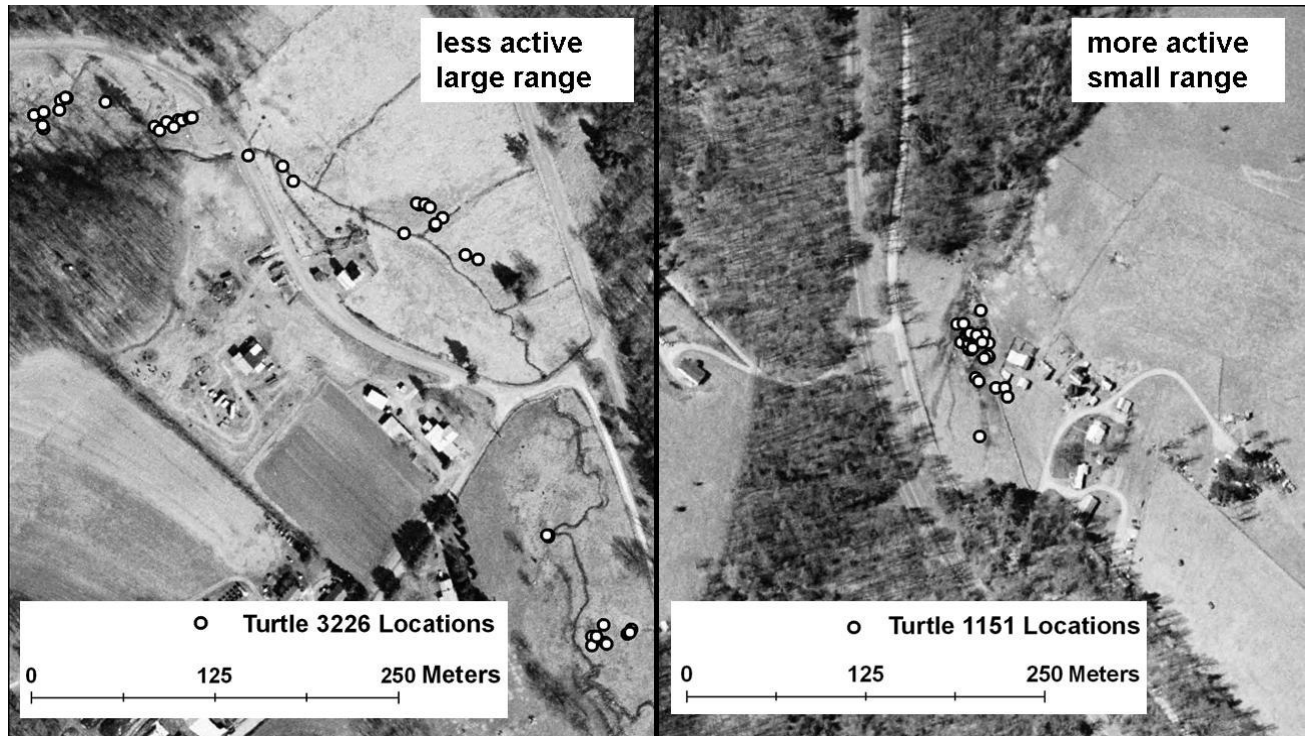 less active
large range
Turtle 3226 Locations
0 125 250 Meters
more active
small range
Turtle 1151 Locations
0 125 250 Meters